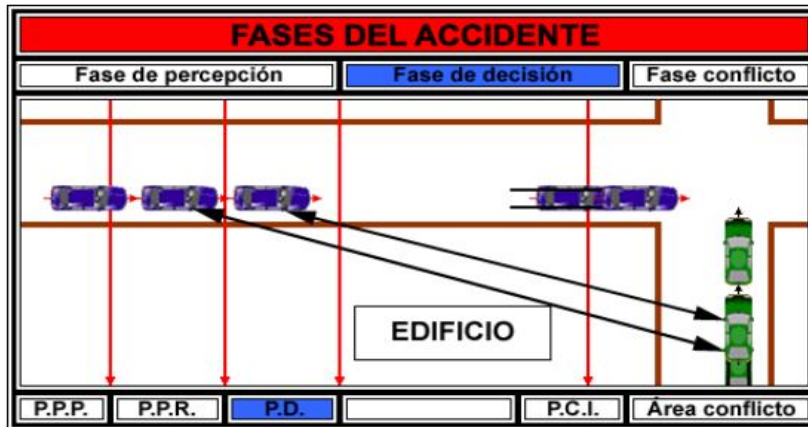 FASES DEL ACCIDENTE
Fase de percepción Fase de decisión Fase conflicto
EDIFICIO
P.P.P. P.P.R. P.D. P.C.I. Área conflicto